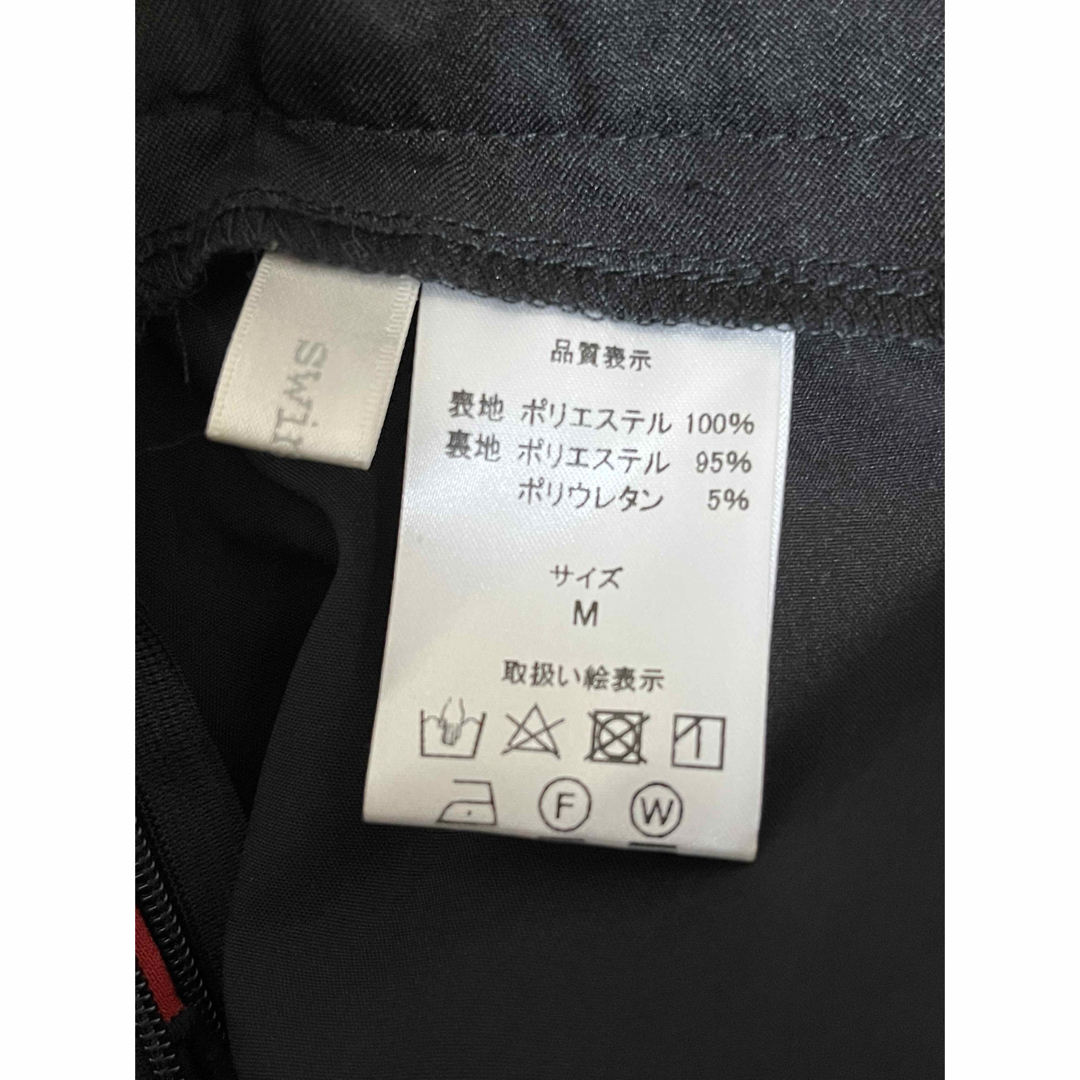 品質表示
表地 ポリエステル 100%
裏地 ポリエステル 95%
ポリウレタン 5%
サイズ
M
取扱い絵表示
F
W